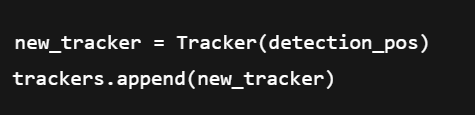 new_tracker = Tracker(detection_pos)
trackers.append(new_tracker)